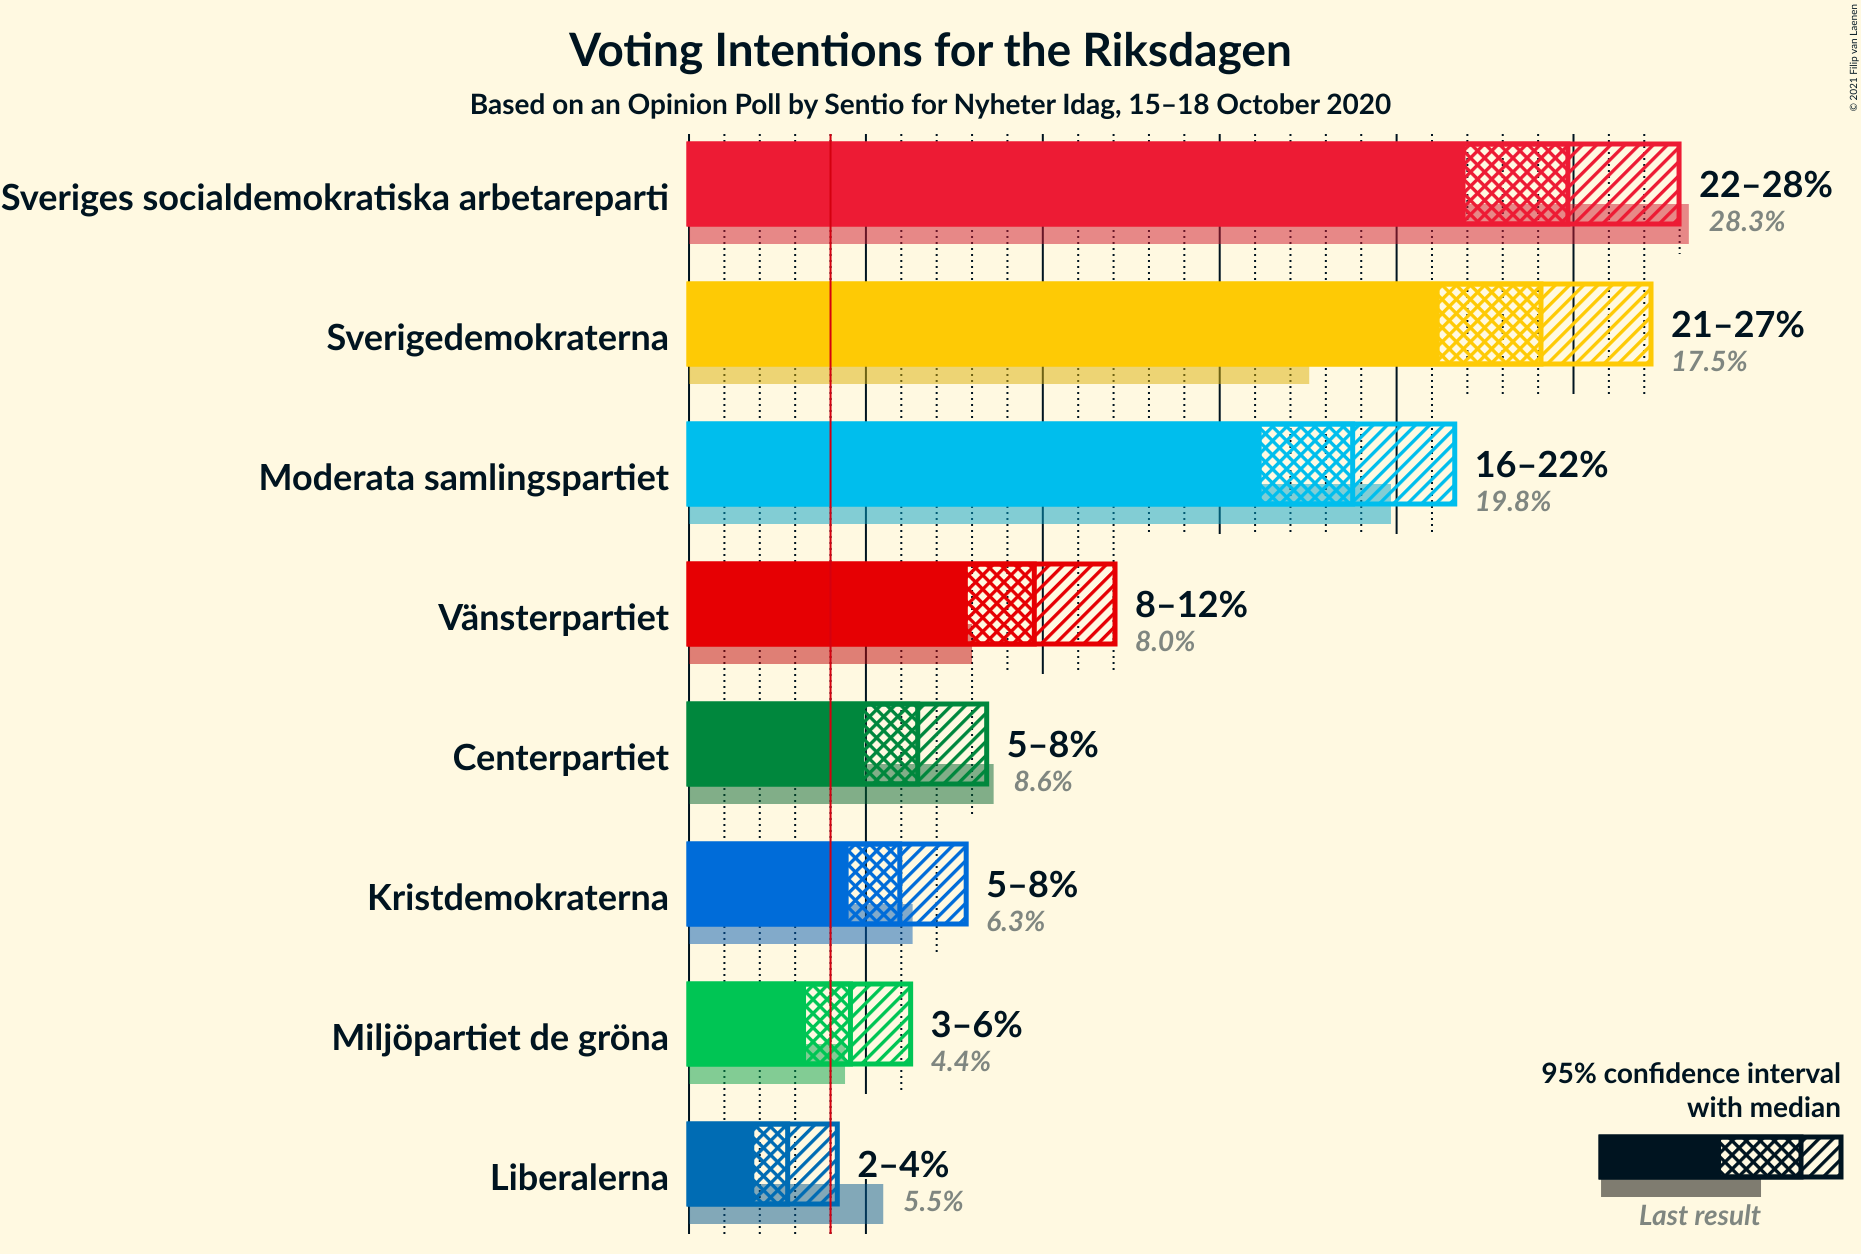 Voting Intentions for the Riksdagen
Based on an Opinion Poll by Sentio for Nyheter Idag, 15–18 October 2020
© 2021 Filip van Laenen
Sveriges socialdemokratiska arbetareparti
22–28%
28.3%
Sverigedemokraterna
21–27%
17.5%
Moderata samlingspartiet
16–22%
19.8%
Vänsterpartiet
8–12%
8.0%
Centerpartiet
5–8%
8.6%
Kristdemokraterna
5–8%
6.3%
Miljöpartiet de gröna
3–6%
4.4%
Liberalerna
2–4%
5.5%
95% confidence interval
with median
Last result